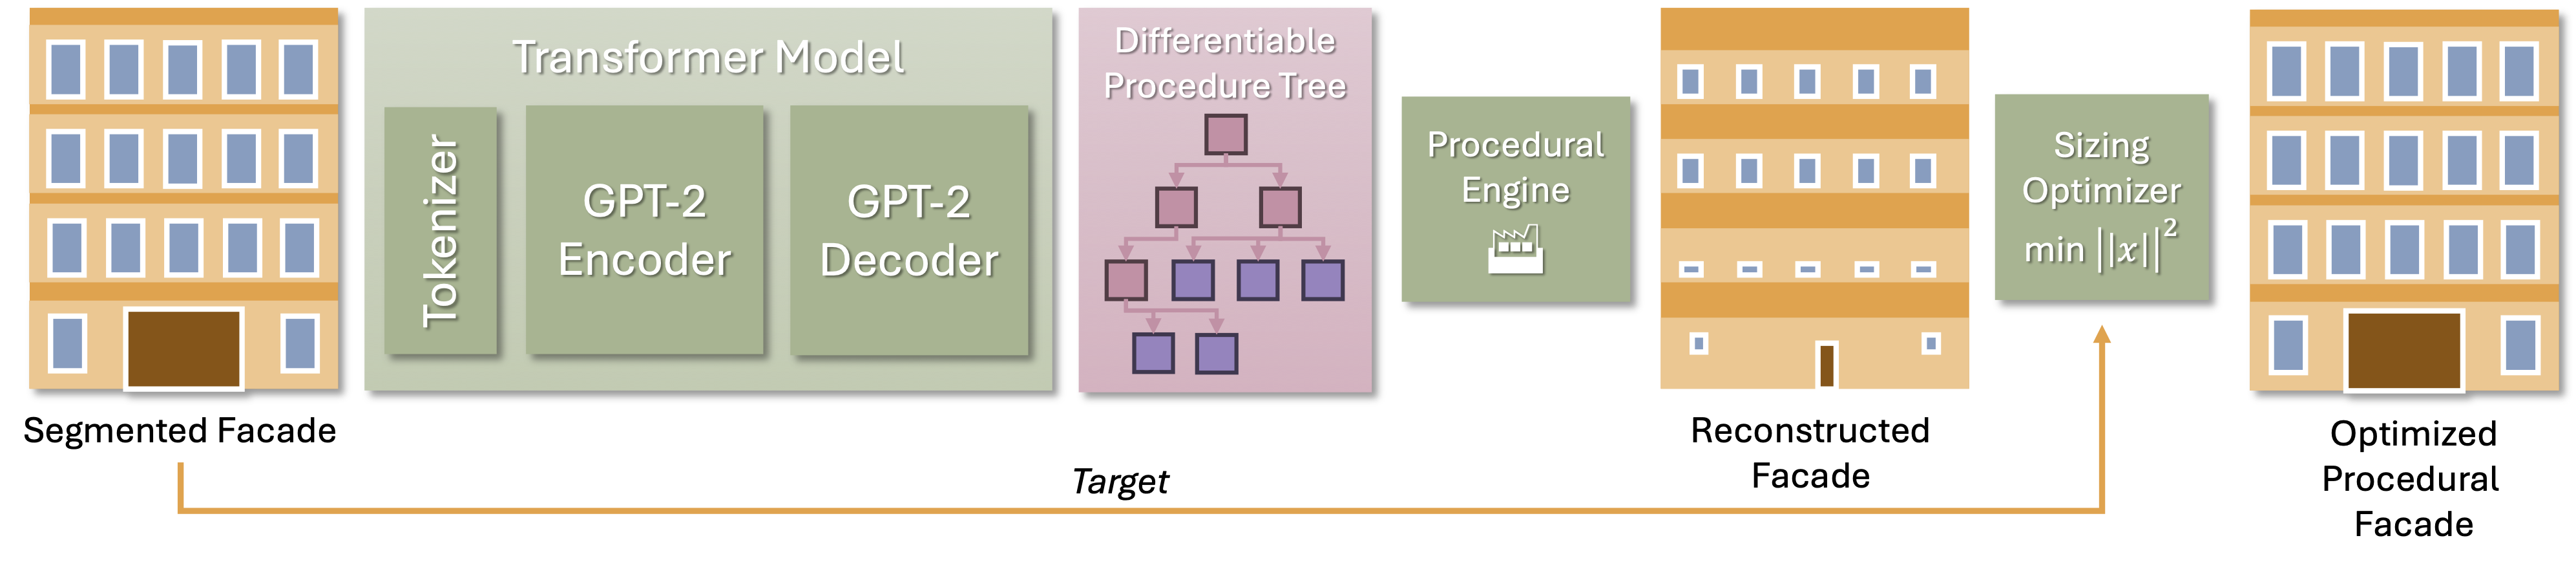 Transformer Model
Tokenizer
GPT-2
Encoder
GPT-2
Decoder
Differentiable
Procedure Tree
Procedural
Engine
Sizing
Optimizer
min ||x||²
Segmented Facade
Target
Reconstructed
Facade
Optimized
Procedural
Facade